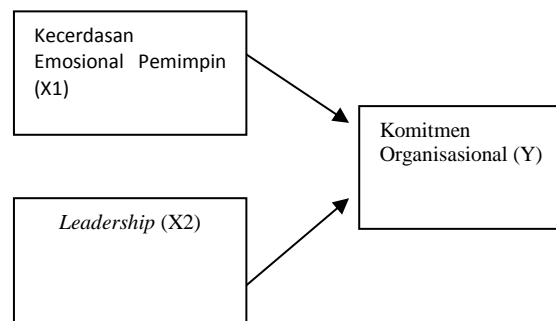 Kecerdasan
Emosional Pemimpin
(X1)
Komitmen
Organisasional (Y)
Leadership (X2)